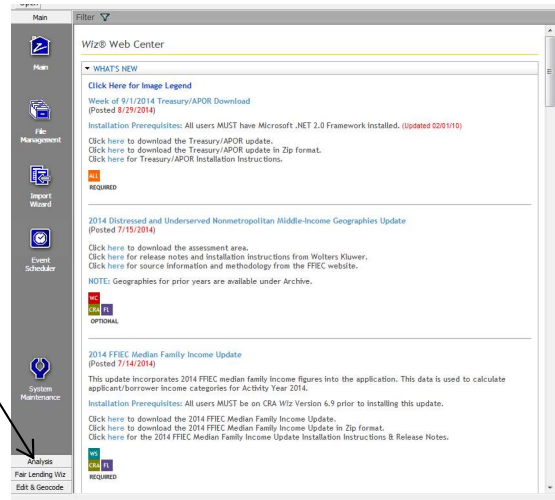 Open
Main
Filter
Main
File
Management
Import
Wizard
Event
Scheduler
System
Maintenance
Analysis
Fair Lending Wiz
Edit & Geocode
Wiz® Web Center
WHAT'S NEW
Click Here for Image Legend
Week of 9/1/2014 Treasury/APOR Download
(Posted 8/29/2014)
Installation Prerequisites: All users MUST have Microsoft .NET 2.0 Framework installed. (Updated 02/01/10)
Click here to download the Treasury/APOR update.
Click here to download the Treasury/APOR update in Zip format.
Click here for Treasury/APOR Installation Instructions.
ALL
REQUIRED
2014 Distressed and Underserved Nonmetropolitan Middle-Income Geographies Update
(Posted 7/15/2014)
Click here to download the assessment area.
Click here for release notes and installation instructions from Wolters Kluwer.
Click here for source information and methodology from the FFIEC website.
NOTE: Geographies for prior years are available under Archive.
WC
CRA FL
OPTIONAL
2014 FFIEC Median Family Income Update
(Posted 7/14/2014)
This update incorporates 2014 FFIEC median family income figures into the application. This data is used to calculate
applicant/borrower income categories for Activity Year 2014.
Installation Prerequisites: All users MUST be on CRA Wiz Version 6.9 prior to installing this update.
Click here to download the 2014 FFIEC Median Family Income Update.
Click here to download the 2014 FFIEC Median Family Income Update in Zip format.
Click here for the 2014 FFIEC Median Family Income Update Installation Instructions & Release Notes.
WS
CRA FL
REQUIRED